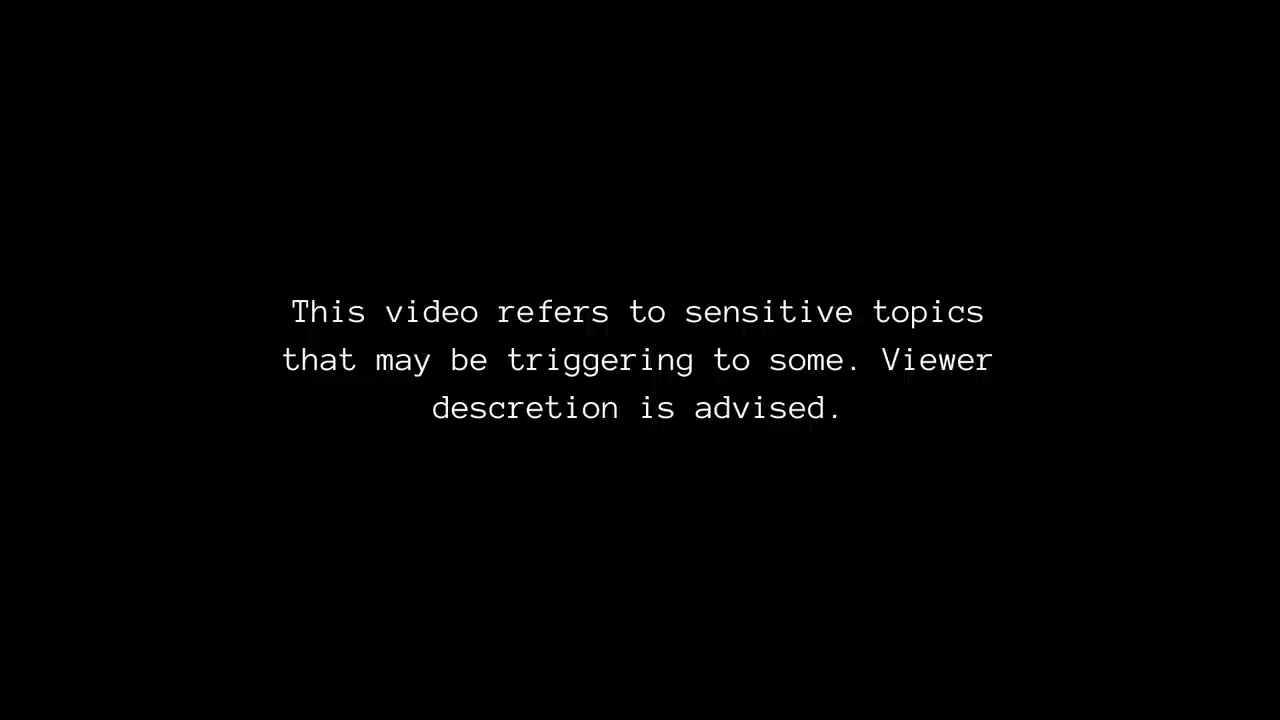 This video refers to sensitive topics
that may be triggering to some. Viewer
descretion is advised.